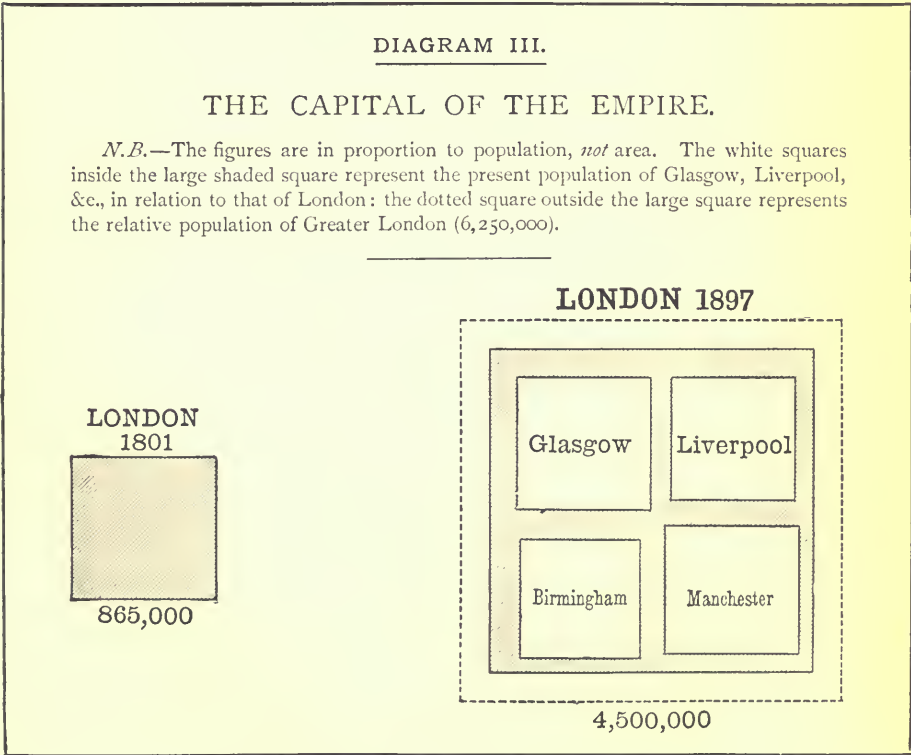 DIAGRAM III.
THE CAPITAL OF THE EMPIRE.
N.B.—The figures are in proportion to population, not area. The white squares
inside the large shaded square represent the present population of Glasgow, Liverpool,
&c., in relation to that of London: the dotted square outside the large square represents
the relative population of Greater London (6,250,000).
LONDON
1801
865,000
LONDON 1897
Glasgow
Liverpool
Birmingham
Manchester
4,500,000